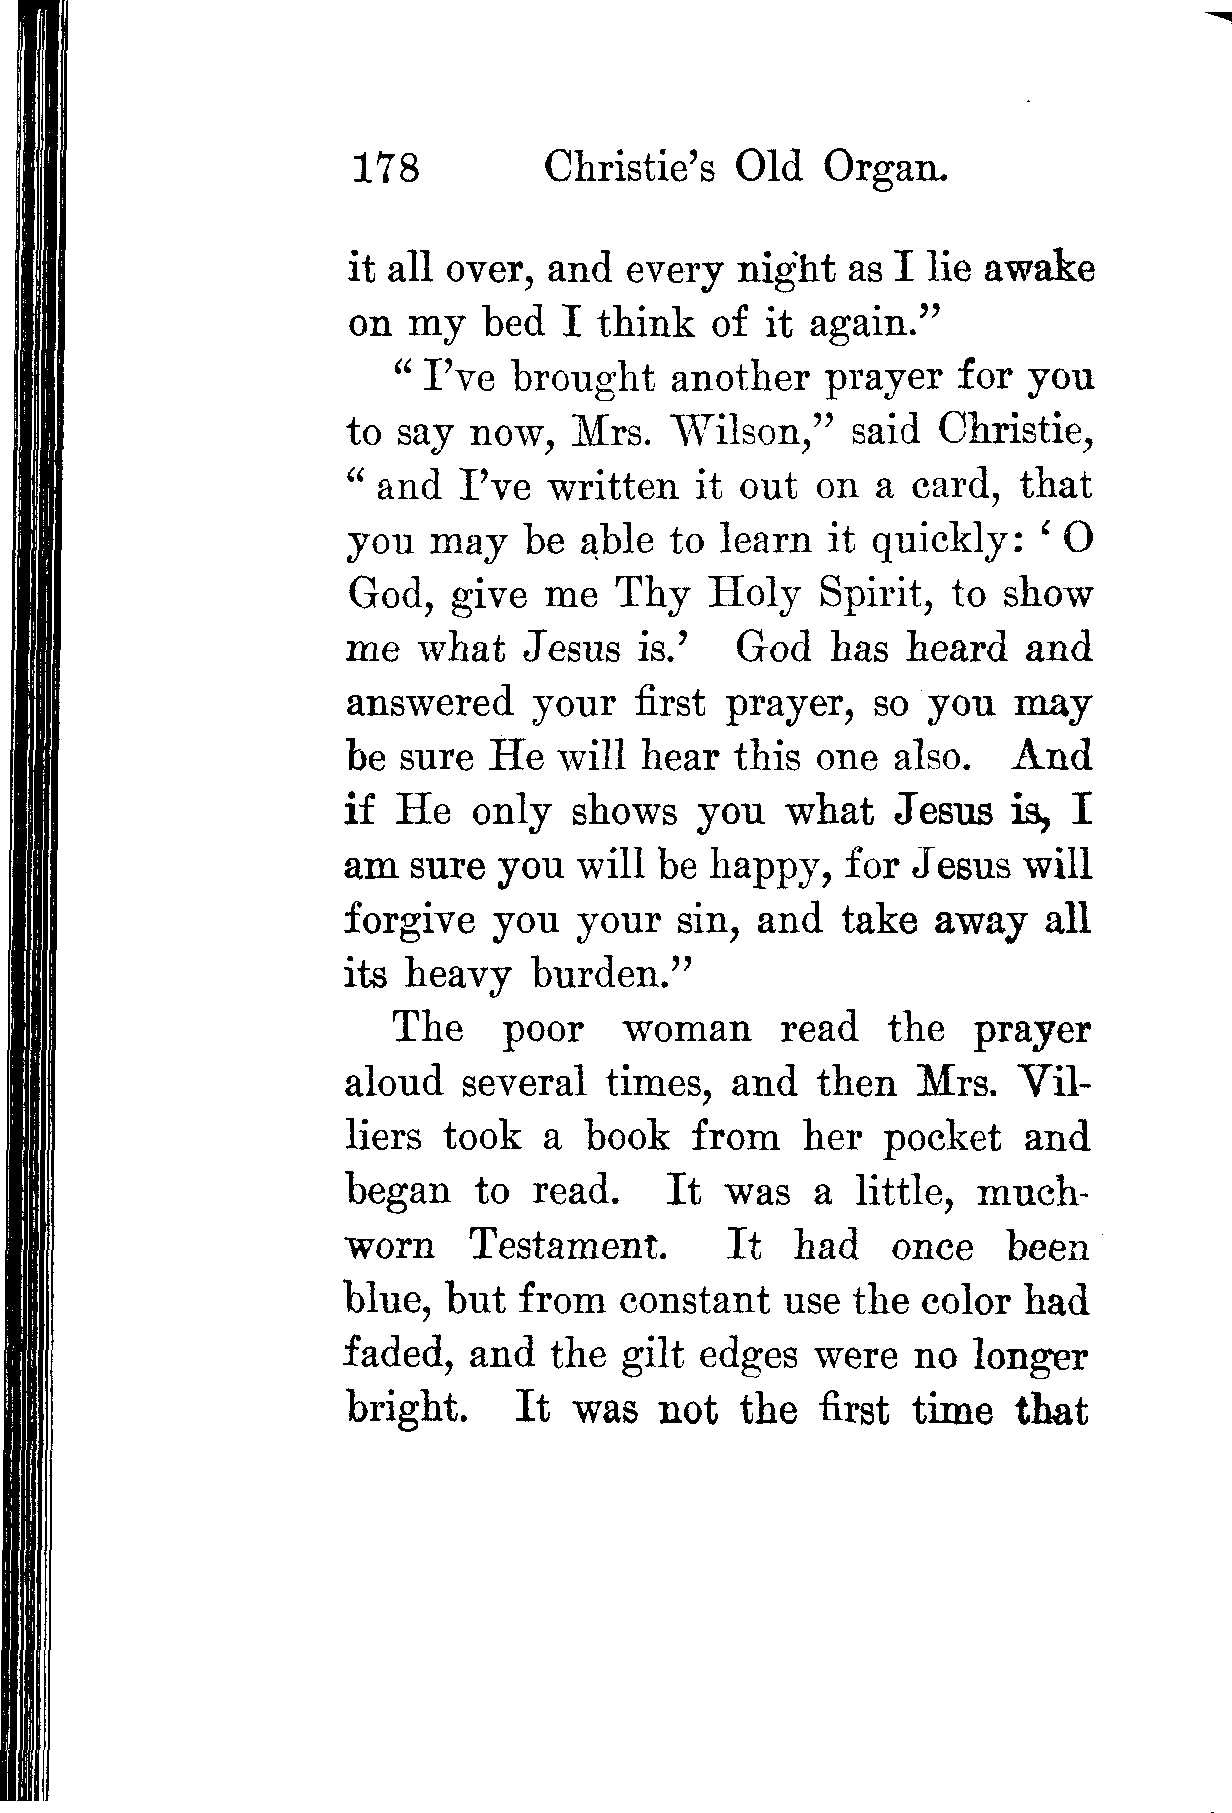 178 Christie's Old Organ.
it all over, and every night as I lie awake
on my bed I think of it again."
" I've brought another prayer for you
to say now, Mrs. Wilson," said Christie,
" and I've written it out on a card, that
you may be able to learn it quickly: ' O
God, give me Thy Holy Spirit, to show
me what Jesus is.' God has heard and
answered your first prayer, so you may
be sure He will hear this one also. And
if He only shows you what Jesus is, I
am sure you will be happy, for Jesus will
forgive you your sin, and take away all
its heavy burden."
The poor woman read the prayer
aloud several times, and then Mrs. Vil-
liers took a book from her pocket and
began to read. It was a little, much-
worn Testament. It had once been
blue, but from constant use the color had
faded, and the gilt edges were no longer
bright. It was not the first time that